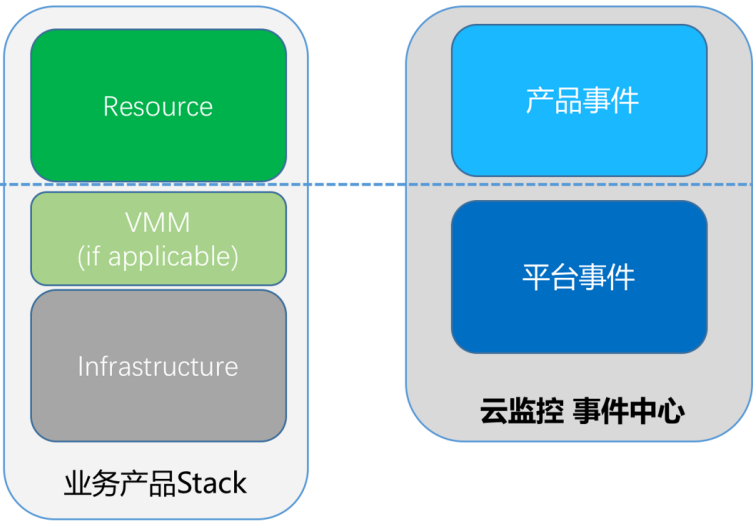 Resource
VMM
(if applicable)
Infrastructure
业务产品Stack
产品事件
平台事件
云监控 事件中心